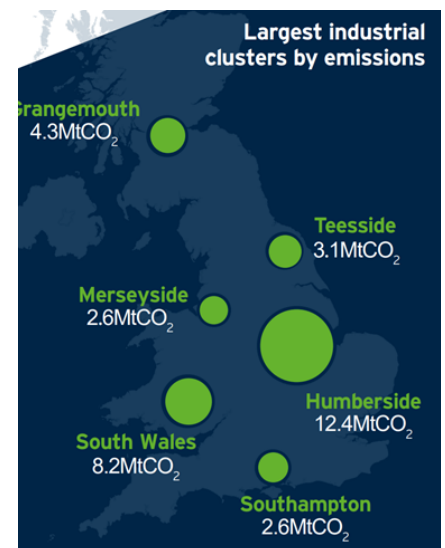 Largest industrial
clusters by emissions
Grangemouth
4.3MtCO₂
Teesside
3.1MtCO₂
Merseyside
2.6MtCO₂
Humberside
12.4MtCO₂
South Wales
8.2MtCO₂
Southampton
2.6MtCO₂